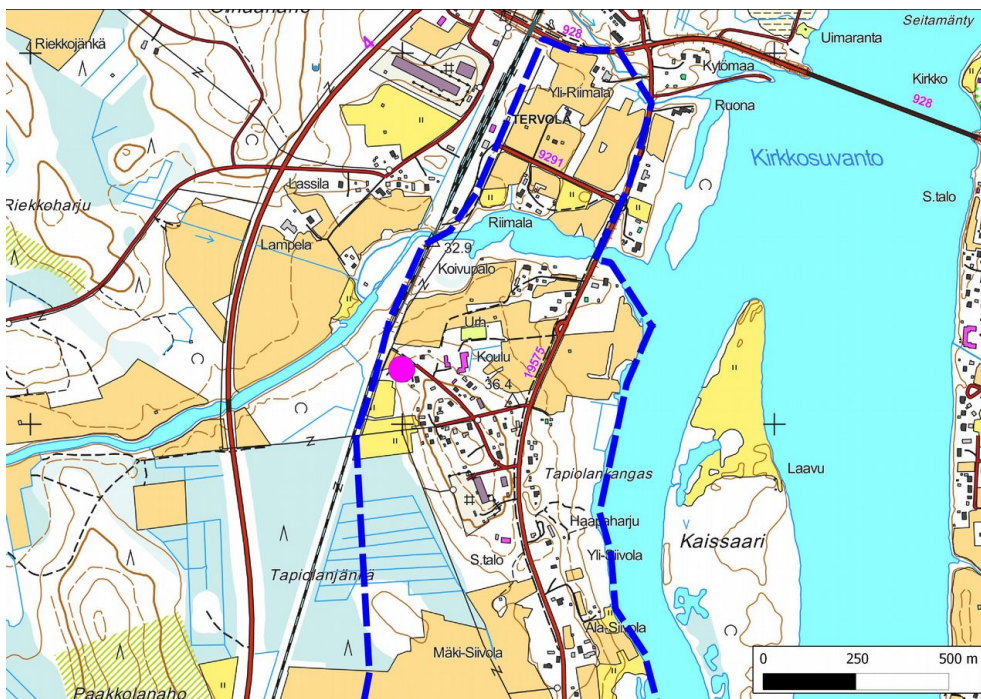 Seitamänty
928
Uimaranta
Riekkojänkä
4
Kytömaa
Kirkko
Yli-Riimala
Ruona
928
TERVOLA
Kirkkosuvanto
9291
Lassila
S.talo
Riekkoharju
Riimala
Lampela
32.9
Koivupalo
Urh.
Koulu
19575
36.4
Laavu
Tapiolankangas
Haapaharju
Kaissaari
Yli-Siivola
S.talo
Tapiolanjänkä
Ala-Siivola
Mäki-Siivola
0 250 500 m
Paakkolanaho